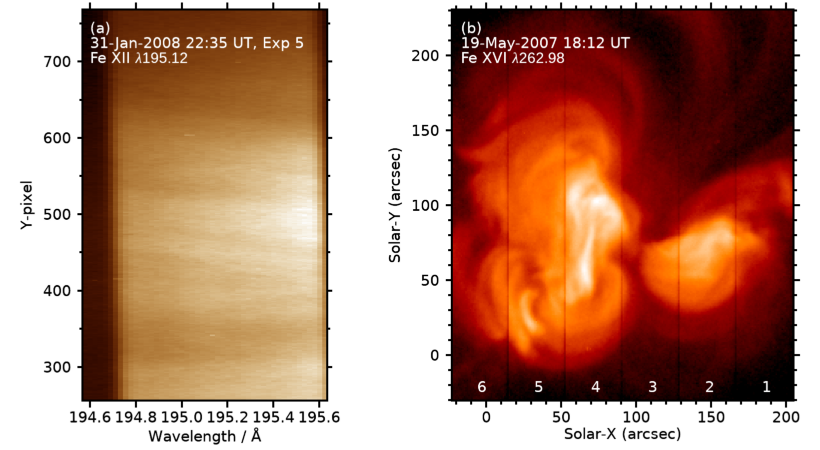 (a)
31-Jan-2008 22:35 UT, Exp 5
Fe XII λ195.12
700
600
500
400
300
Y-pixel
194.6 194.8 195.0 195.2 195.4 195.6
Wavelength / Å
(b)
19-May-2007 18:12 UT
Fe XVI λ262.98
200
150
100
50
0
Solar-Y (arcsec)
6 5 4 3 2 1
0 50 100 150 200
Solar-X (arcsec)